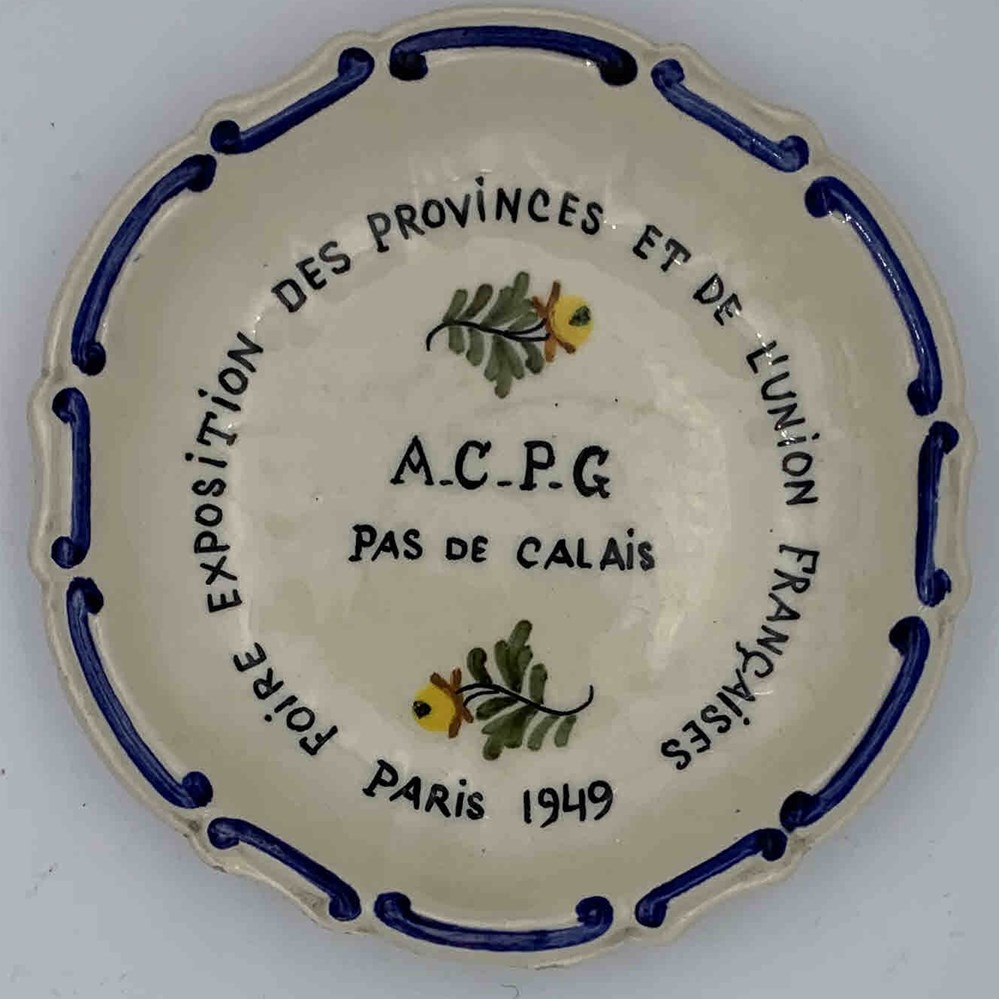 FOiRE EXPOSiTiON DES PROViNCES ET DE L'UNiON FRANÇAiSES
A.C.P.G
PAS DE CALAiS
PARiS 1949